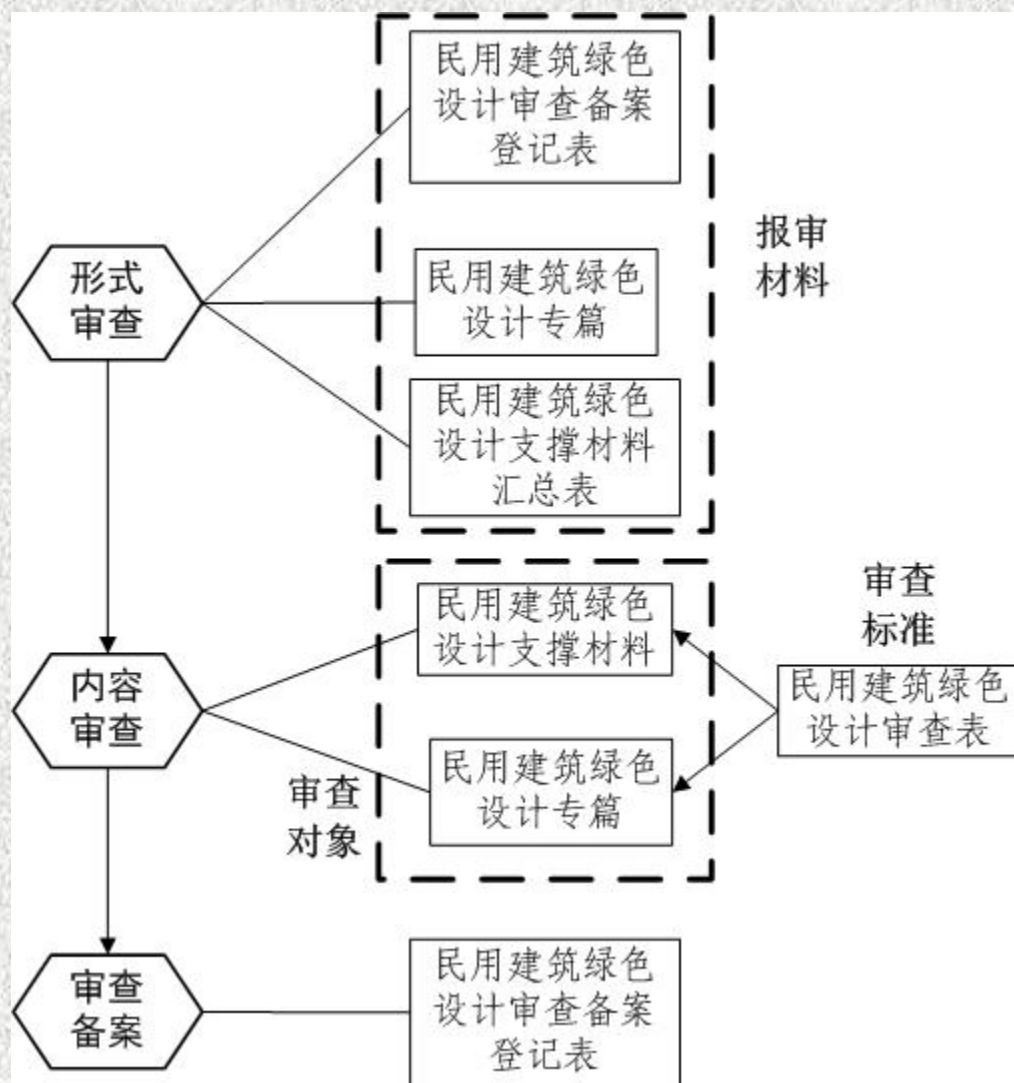 民用建筑绿色
设计审查备案
登记表
报审
材料
形式
审查
民用建筑绿色
设计专篇
民用建筑绿色
设计支撑材料
汇总表
民用建筑绿色
设计支撑材料
审查
标准
民用建筑绿色
设计审查表
内容
审查
审查
对象
民用建筑绿色
设计专篇
审查
备案
民用建筑绿色
设计审查备案
登记表